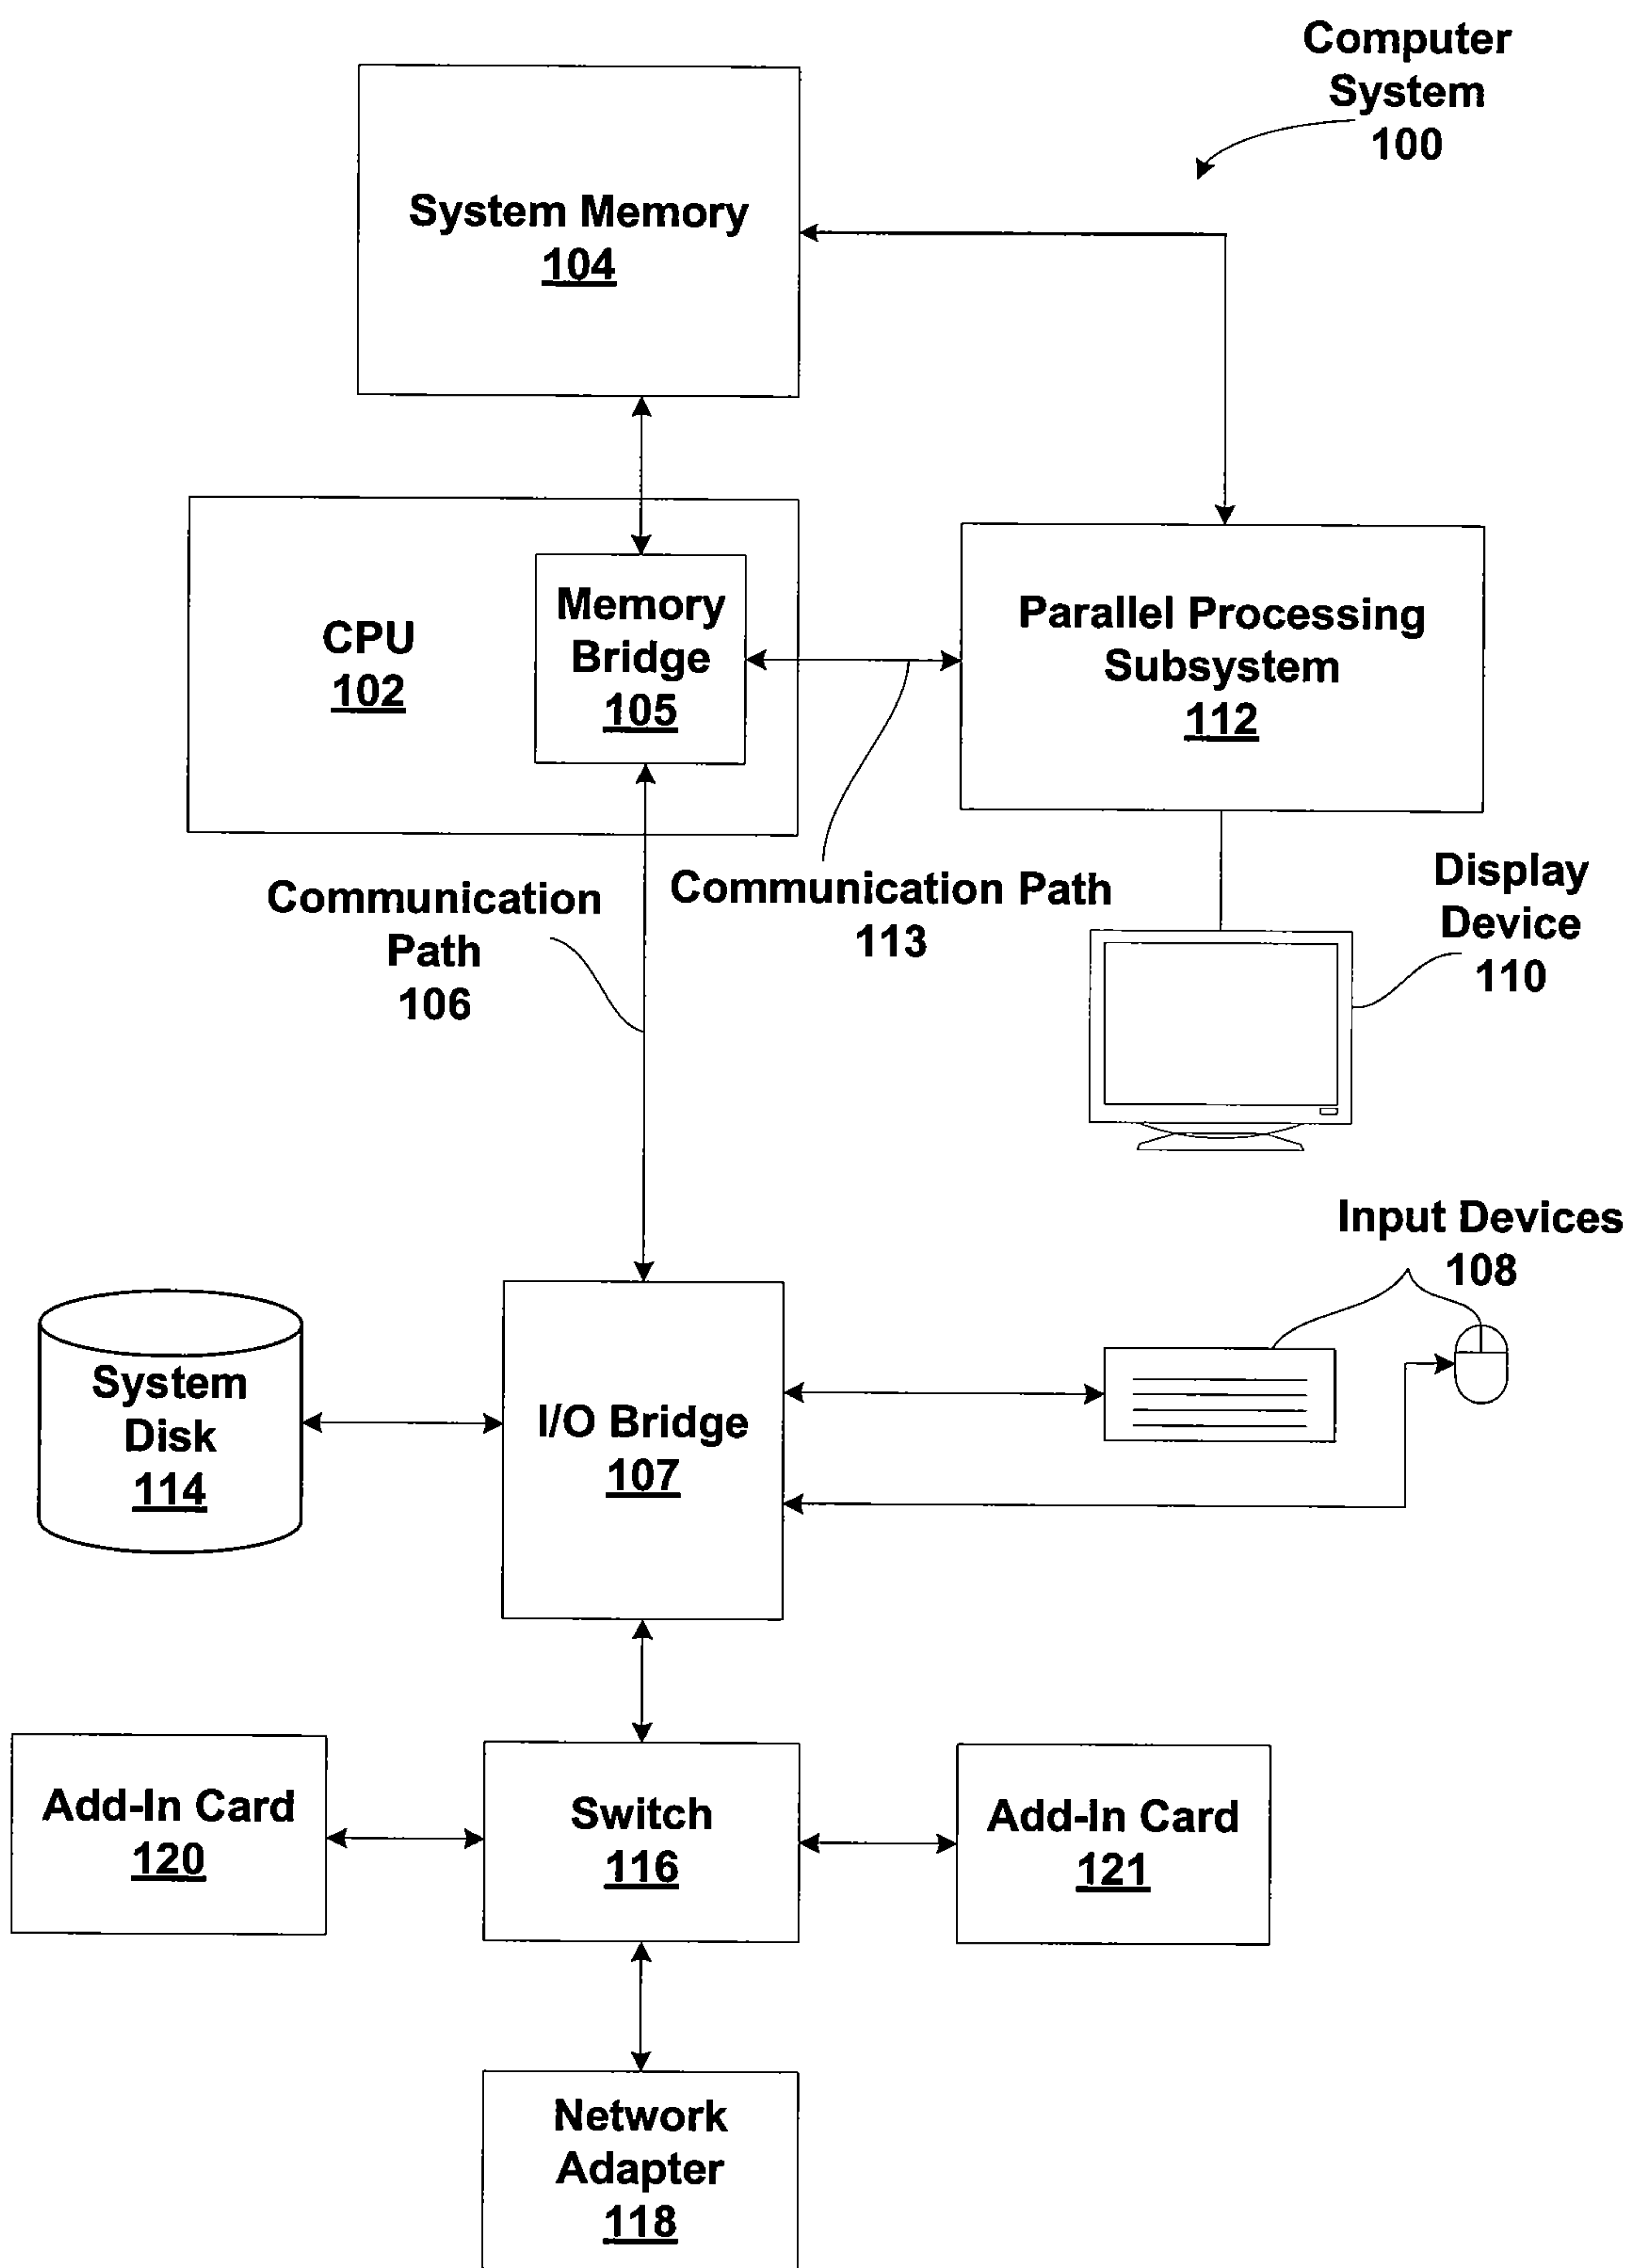 Computer
System
100
System Memory
104
CPU
102
Memory
Bridge
105
Parallel Processing
Subsystem
112
Communication
Path
106
Communication Path
113
Display
Device
110
Input Devices
108
System
Disk
114
I/O Bridge
107
Add-In Card
120
Switch
116
Add-In Card
121
Network
Adapter
118